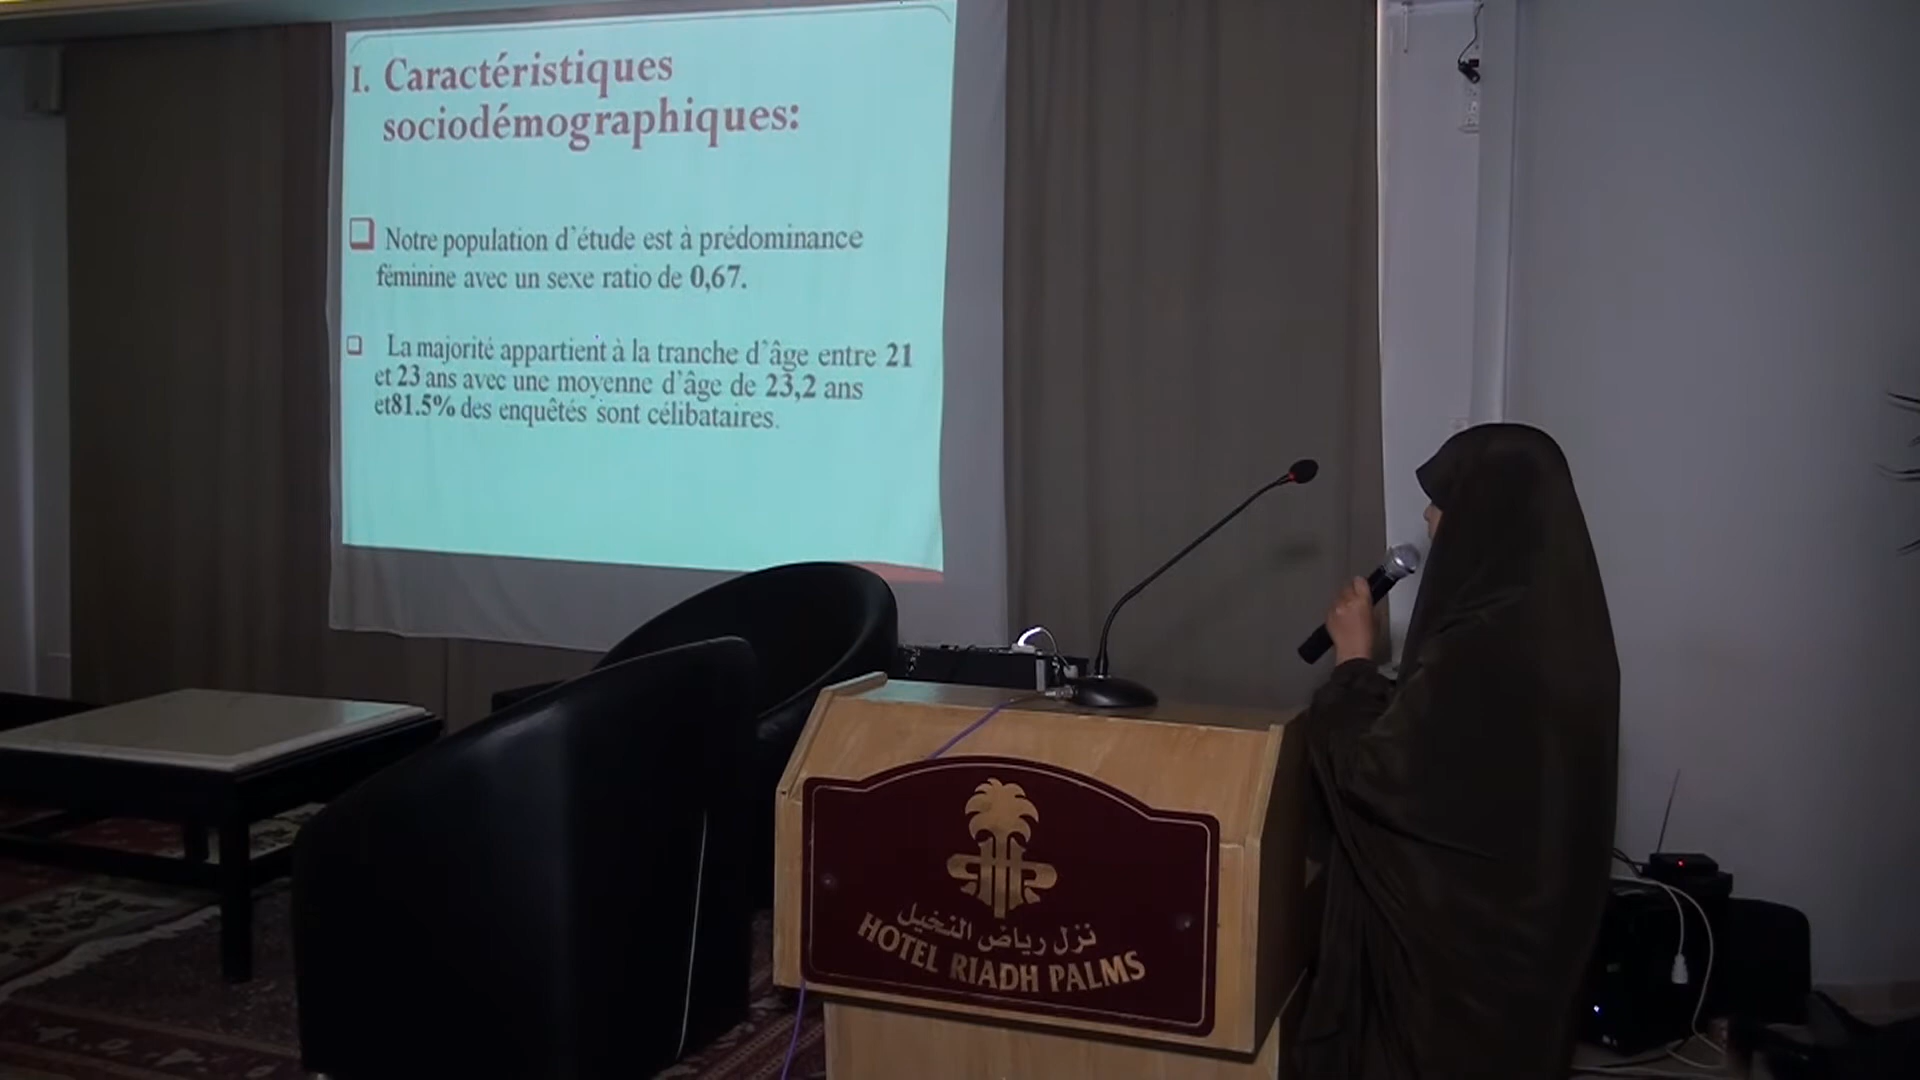 I. Caractéristiques
sociodémographiques:
Notre population d'étude est à prédominance
féminine avec un sexe ratio de 0,67.
La majorité appartient à la tranche d'âge entre 21
et 23 ans avec une moyenne d'âge de 23,2 ans
et81.5% des enquêtés sont célibataires.
نزل رياض النخيل
HOTEL RIADH PALMS